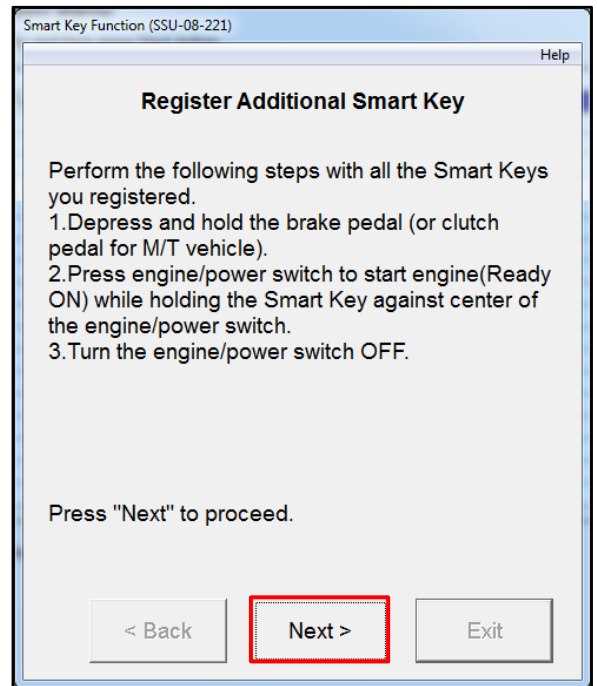 Smart Key Function (SSU-08-221)
Help
Register Additional Smart Key
Perform the following steps with all the Smart Keys
you registered.
1.Depress and hold the brake pedal (or clutch
pedal for M/T vehicle).
2.Press engine/power switch to start engine(Ready
ON) while holding the Smart Key against center of
the engine/power switch.
3.Turn the engine/power switch OFF.
Press "Next" to proceed.
< Back Next > Exit